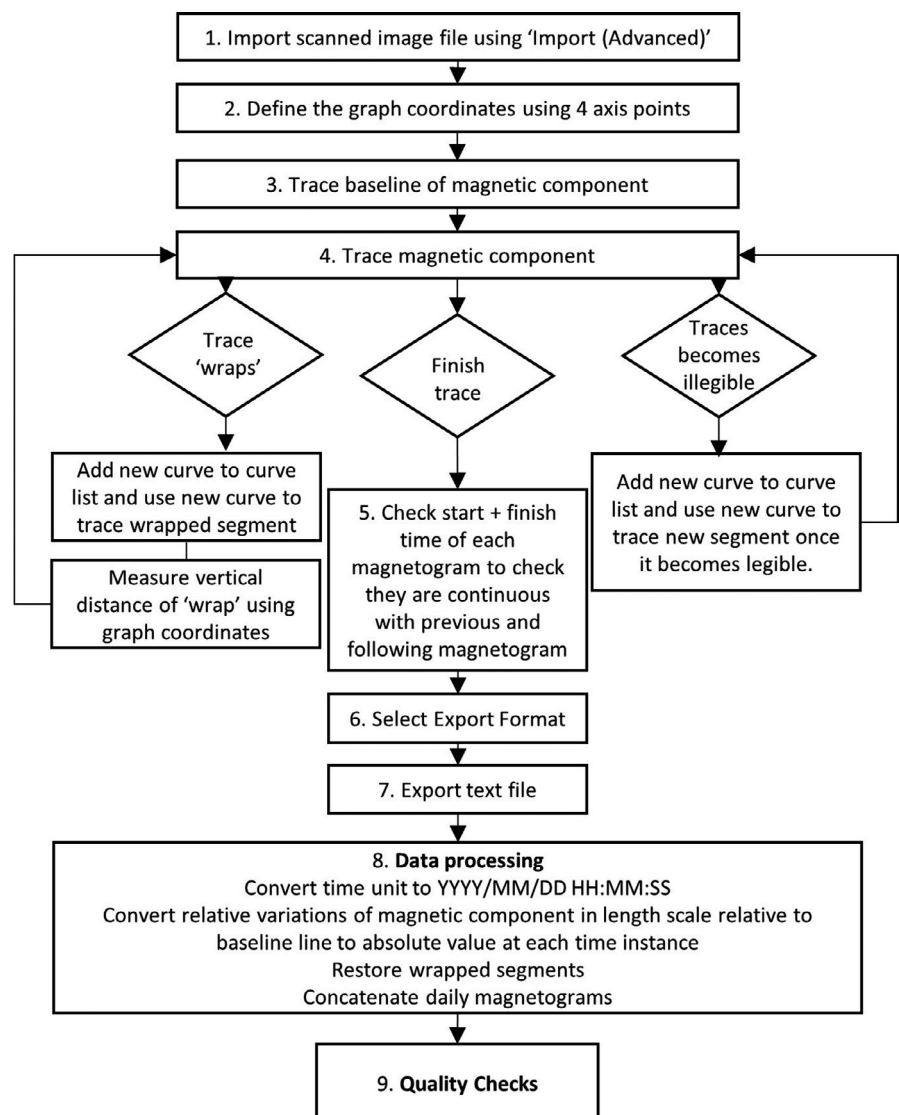 1. Import scanned image file using ‘Import (Advanced)’
2. Define the graph coordinates using 4 axis points
3. Trace baseline of magnetic component
4. Trace magnetic component
Trace
‘wraps’
Finish
trace
Traces
becomes
illegible
Add new curve to curve
list and use new curve to
trace wrapped segment
Measure vertical
distance of ‘wrap’ using
graph coordinates
5. Check start + finish
time of each
magnetogram to check
they are continuous
with previous and
following magnetogram
Add new curve to curve
list and use new curve to
trace new segment once
it becomes legible.
6. Select Export Format
7. Export text file
8. Data processing
Convert time unit to YYYY/MM/DD HH:MM:SS
Convert relative variations of magnetic component in length scale relative to
baseline line to absolute value at each time instance
Restore wrapped segments
Concatenate daily magnetograms
9. Quality Checks